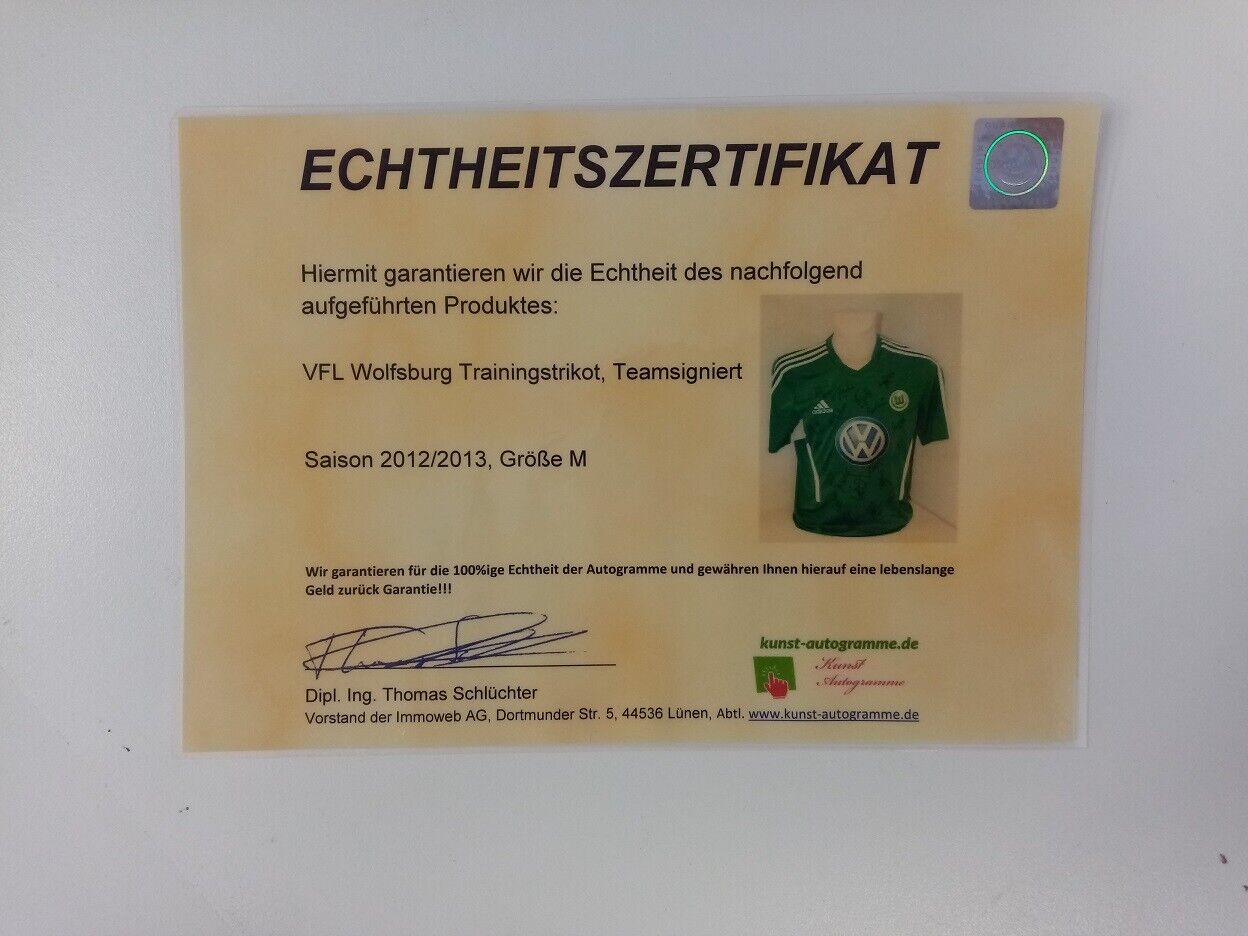 ECHTHEITSZERTIFIKAT
Hiermit garantieren wir die Echtheit des nachfolgend
aufgeführten Produktes:
VFL Wolfsburg Trainingstrikot, Teamsigniert
adidas
Saison 2012/2013, Größe M
Wir garantieren für die 100%ige Echtheit der Autogramme und gewähren Ihnen hierauf eine lebenslange
Geld zurück Garantie!!!
kunst-autogramme.de
Kunst
Autogramme
Dipl. Ing. Thomas Schlüchter
Vorstand der Immoweb AG, Dortmunder Str. 5, 44536 Lünen, Abtl. www.kunst-autogramme.de